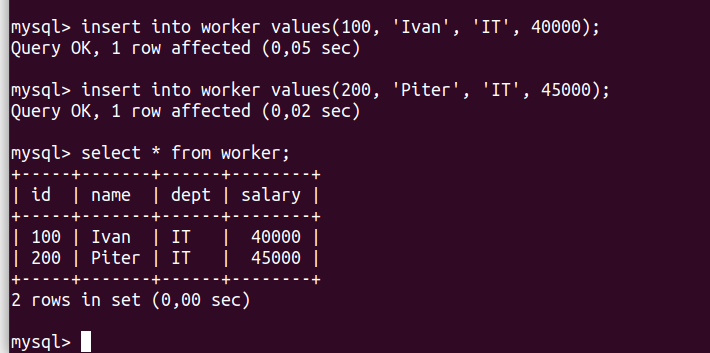 mysql> insert into worker values(100, 'Ivan', 'IT', 40000);
Query OK, 1 row affected (0,05 sec)
mysql> insert into worker values(200, 'Piter', 'IT', 45000);
Query OK, 1 row affected (0,02 sec)
mysql> select * from worker;
+-----+-------+------+--------+
| id  | name  | dept | salary |
+-----+-------+------+--------+
| 100 | Ivan  | IT   |  40000 |
| 200 | Piter | IT   |  45000 |
+-----+-------+------+--------+
2 rows in set (0,00 sec)
mysql>